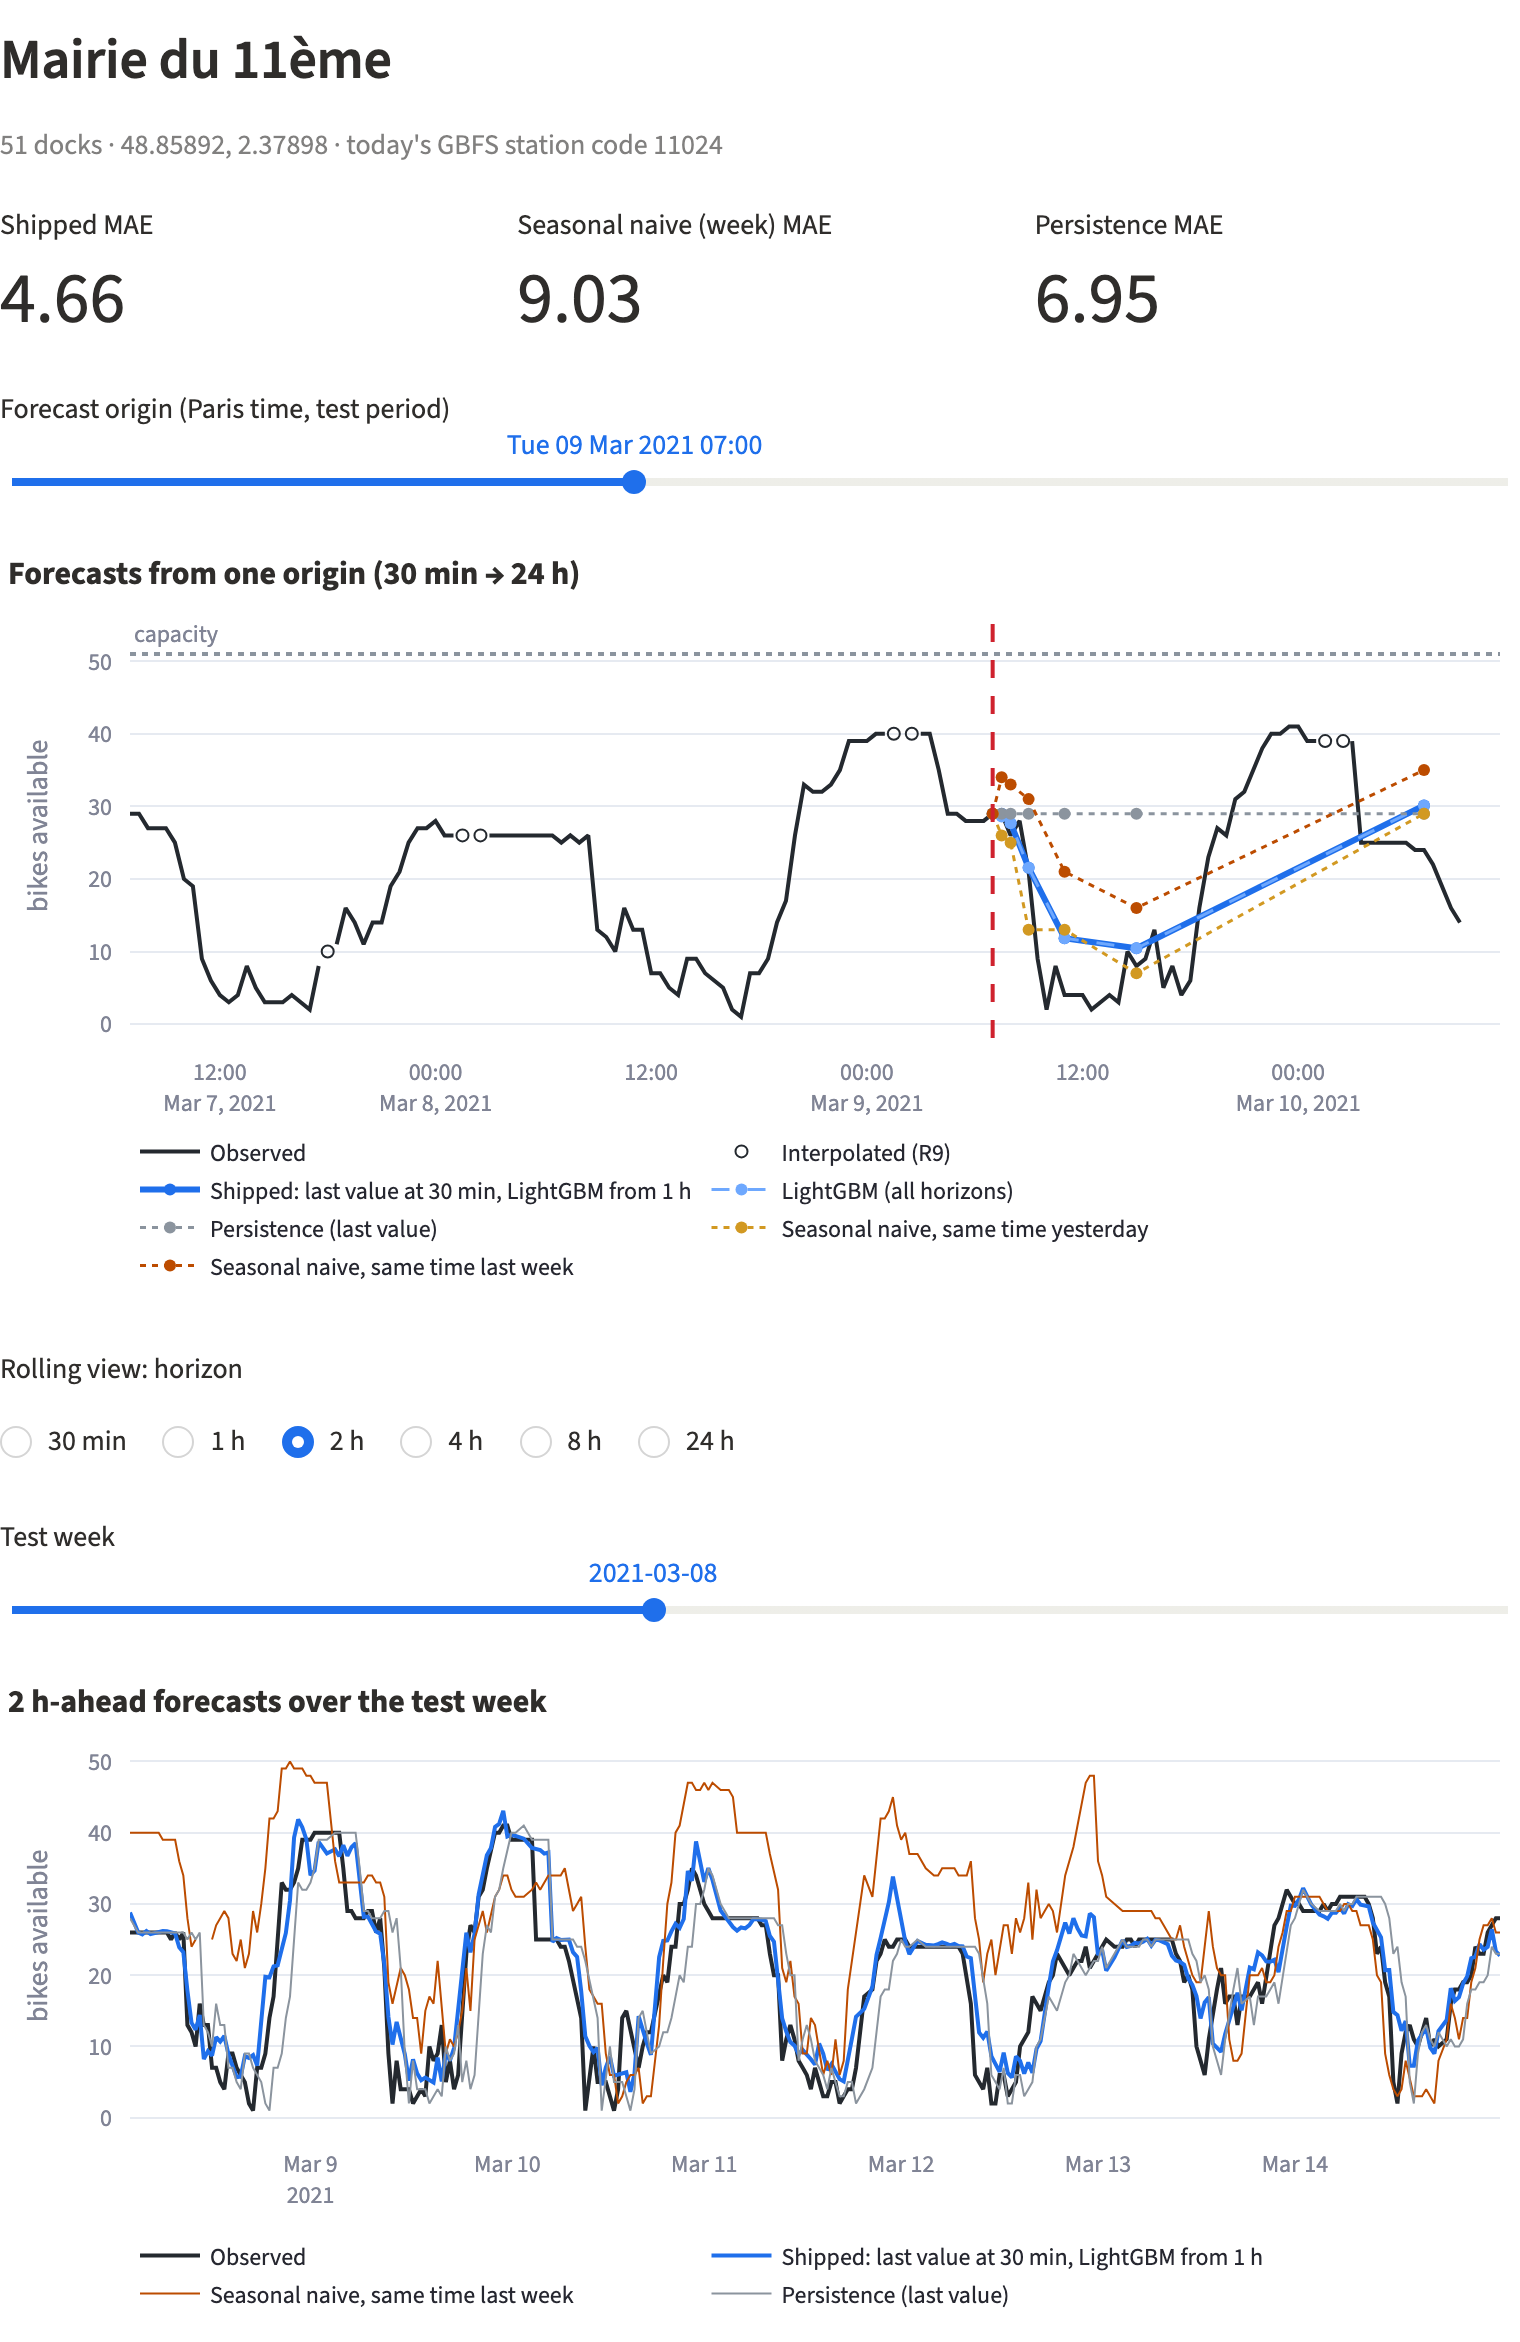 Mairie du 11ème
51 docks · 48.85892, 2.37898 · today's GBFS station code 11024
Shipped MAE
Seasonal naive (week) MAE
Persistence MAE
4.66
9.03
6.95
Forecast origin (Paris time, test period)
Tue 09 Mar 2021 07:00
Forecasts from one origin (30 min → 24 h)
capacity
50
40
30
20
10
0
bikes available
12:00 00:00 12:00 00:00 12:00 00:00
Mar 7, 2021 Mar 8, 2021 Mar 9, 2021 Mar 10, 2021
Observed
Interpolated (R9)
Shipped: last value at 30 min, LightGBM from 1 h
LightGBM (all horizons)
Persistence (last value)
Seasonal naive, same time yesterday
Seasonal naive, same time last week
Rolling view: horizon
30 min 1 h 2 h 4 h 8 h 24 h
Test week
2021-03-08
2 h-ahead forecasts over the test week
50
40
30
20
10
0
bikes available
Mar 9 Mar 10 Mar 11 Mar 12 Mar 13 Mar 14
2021
Observed
Shipped: last value at 30 min, LightGBM from 1 h
Seasonal naive, same time last week
Persistence (last value)